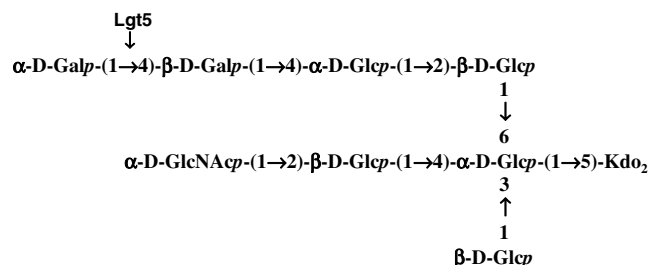 Lgt5
↓
α-D-Galp-(1→4)-β-D-Galp-(1→4)-α-D-Glcp-(1→2)-β-D-Glcp
1
↓
6
α-D-GlcNAcp-(1→2)-β-D-Glcp-(1→4)-α-D-Glcp-(1→5)-Kdo₂
3
↑
1
β-D-Glcp